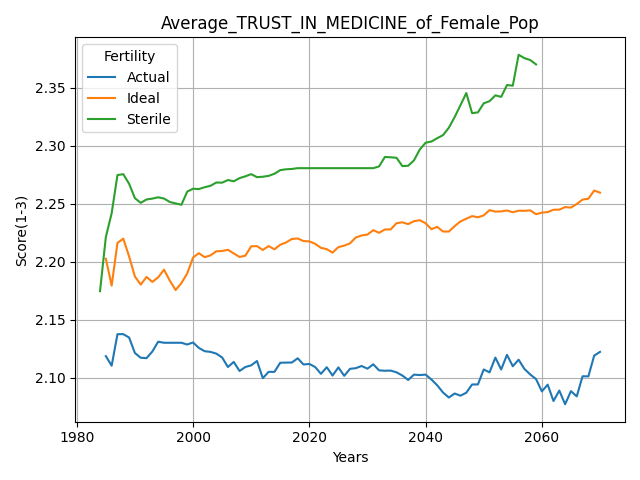 Average_TRUST_IN_MEDICINE_of_Female_Pop
Fertility
Actual
Ideal
Sterile
Score(1-3)
2.35
2.30
2.25
2.20
2.15
2.10
1980
2000
2020
2040
2060
Years